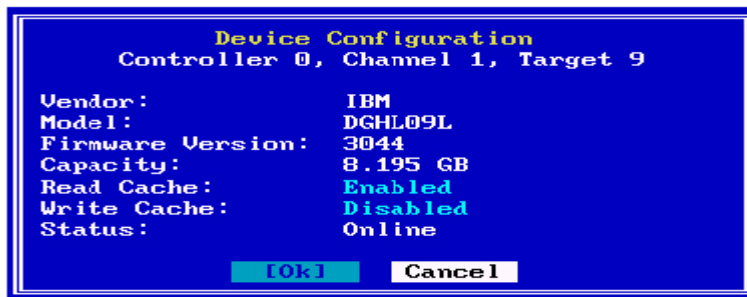 Device Configuration
Controller 0, Channel 1, Target 9
Vendor: IBM
Model: DGHL09L
Firmware Version: 3044
Capacity: 8.195 GB
Read Cache: Enabled
Write Cache: Disabled
Status: Online
[Ok] Cancel